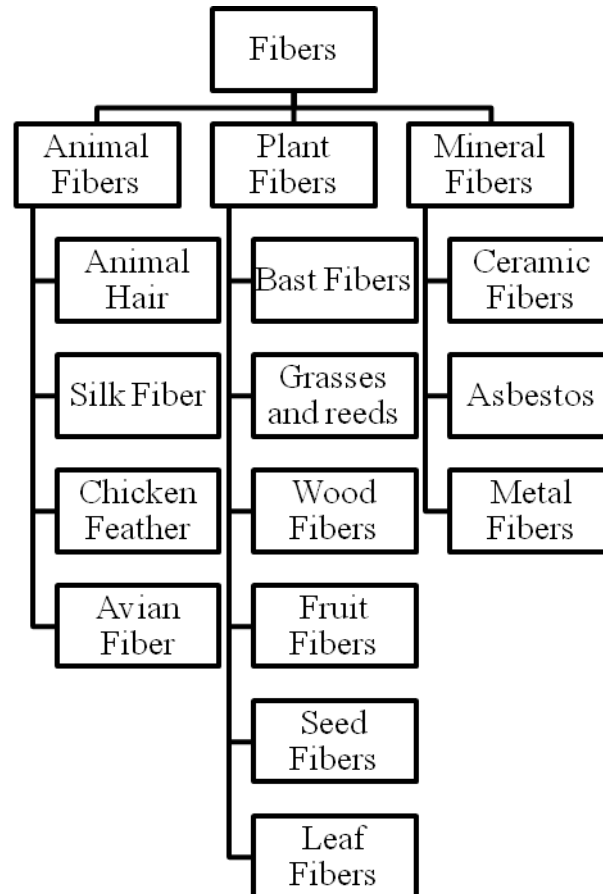 Fibers
Animal
Fibers
Animal
Hair
Silk Fiber
Chicken
Feather
Avian
Fiber
Plant
Fibers
Bast Fibers
Grasses
and reeds
Wood
Fibers
Fruit
Fibers
Seed
Fibers
Leaf
Fibers
Mineral
Fibers
Ceramic
Fibers
Asbestos
Metal
Fibers